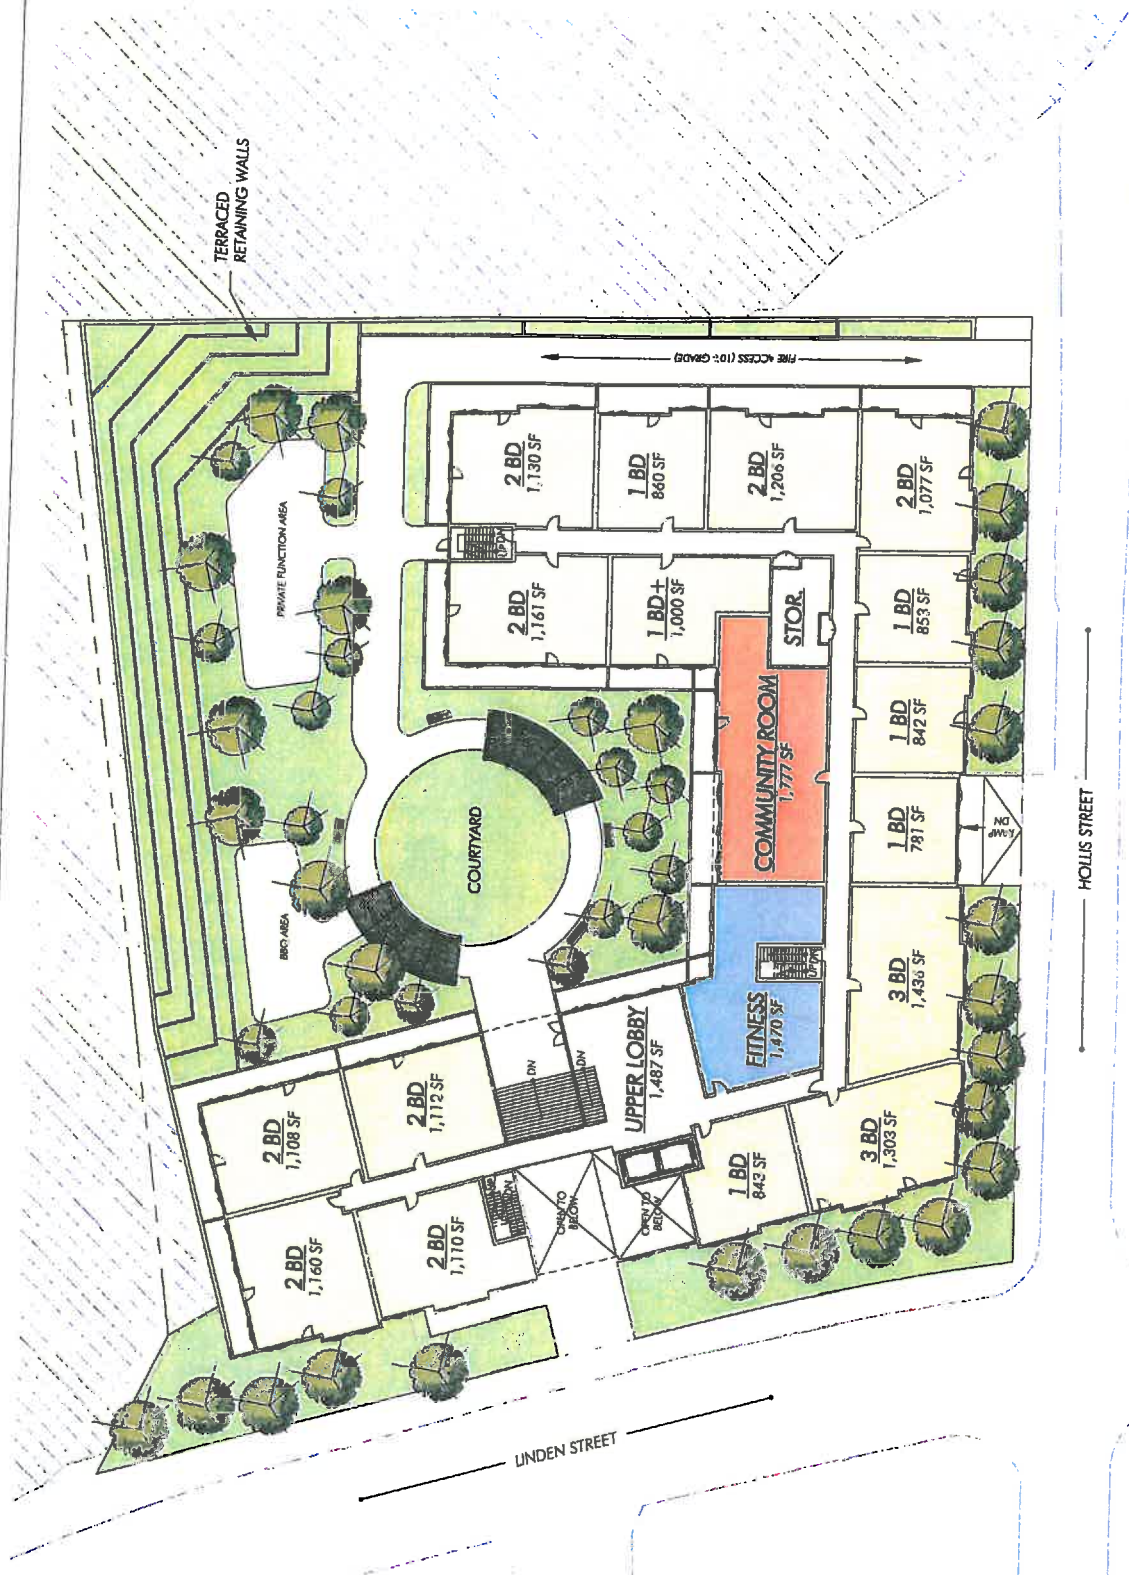 TERRACED
RETAINING WALLS
FIRE ACCESS (10% GRADE)
PRIVATE FUNCTION AREA
BBQ AREA
COURTYARD
2 BD
1,130 SF
1 BD
860 SF
2 BD
1,206 SF
2 BD
1,077 SF
UP
DN
2 BD
1,161 SF
1 BD+
1,000 SF
STOR.
1 BD
853 SF
1 BD
842 SF
COMMUNITY ROOM
1,777 SF
1 BD
781 SF
RAMP
DN
FITNESS
1,470 SF
UP
DN
3 BD
1,436 SF
3 BD
1,303 SF
UPPER LOBBY
1,487 SF
DN
DN
1 BD
843 SF
2 BD
1,108 SF
2 BD
1,112 SF
2 BD
1,160 SF
2 BD
1,110 SF
UP
DN
OPEN TO
BELOW
OPEN TO
BELOW
HOLLIS STREET
LINDEN STREET